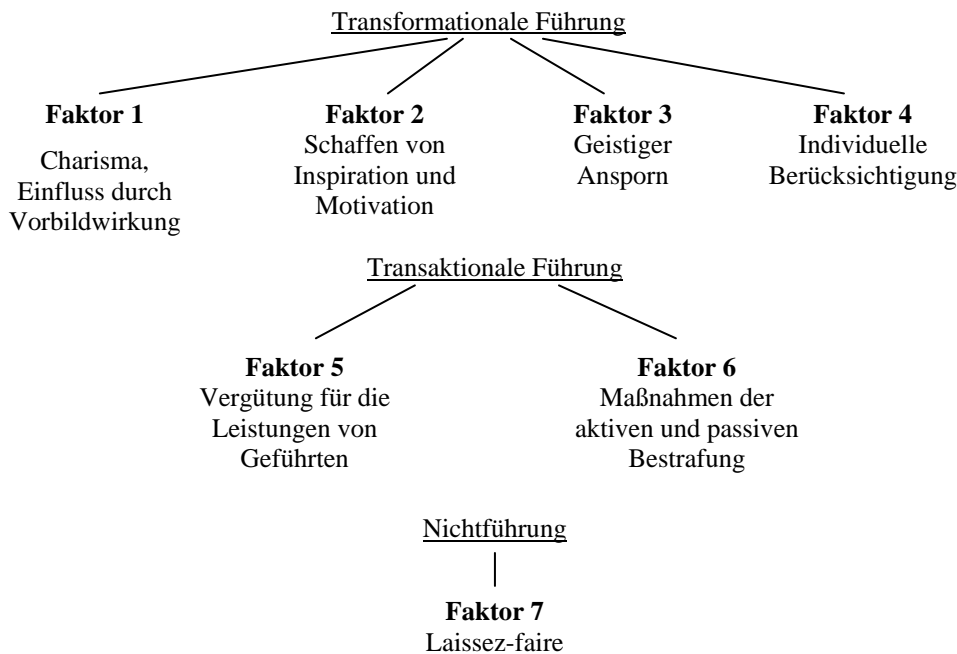 Transformationale Führung
Faktor 1
Charisma,
Einfluss durch
Vorbildwirkung
Faktor 2
Schaffen von
Inspiration und
Motivation
Faktor 3
Geistiger
Ansporn
Faktor 4
Individuelle
Berücksichtigung
Transaktionale Führung
Faktor 5
Vergütung für die
Leistungen von
Geführten
Faktor 6
Maßnahmen der
aktiven und passiven
Bestrafung
Nichtführung
Faktor 7
Laissez-faire